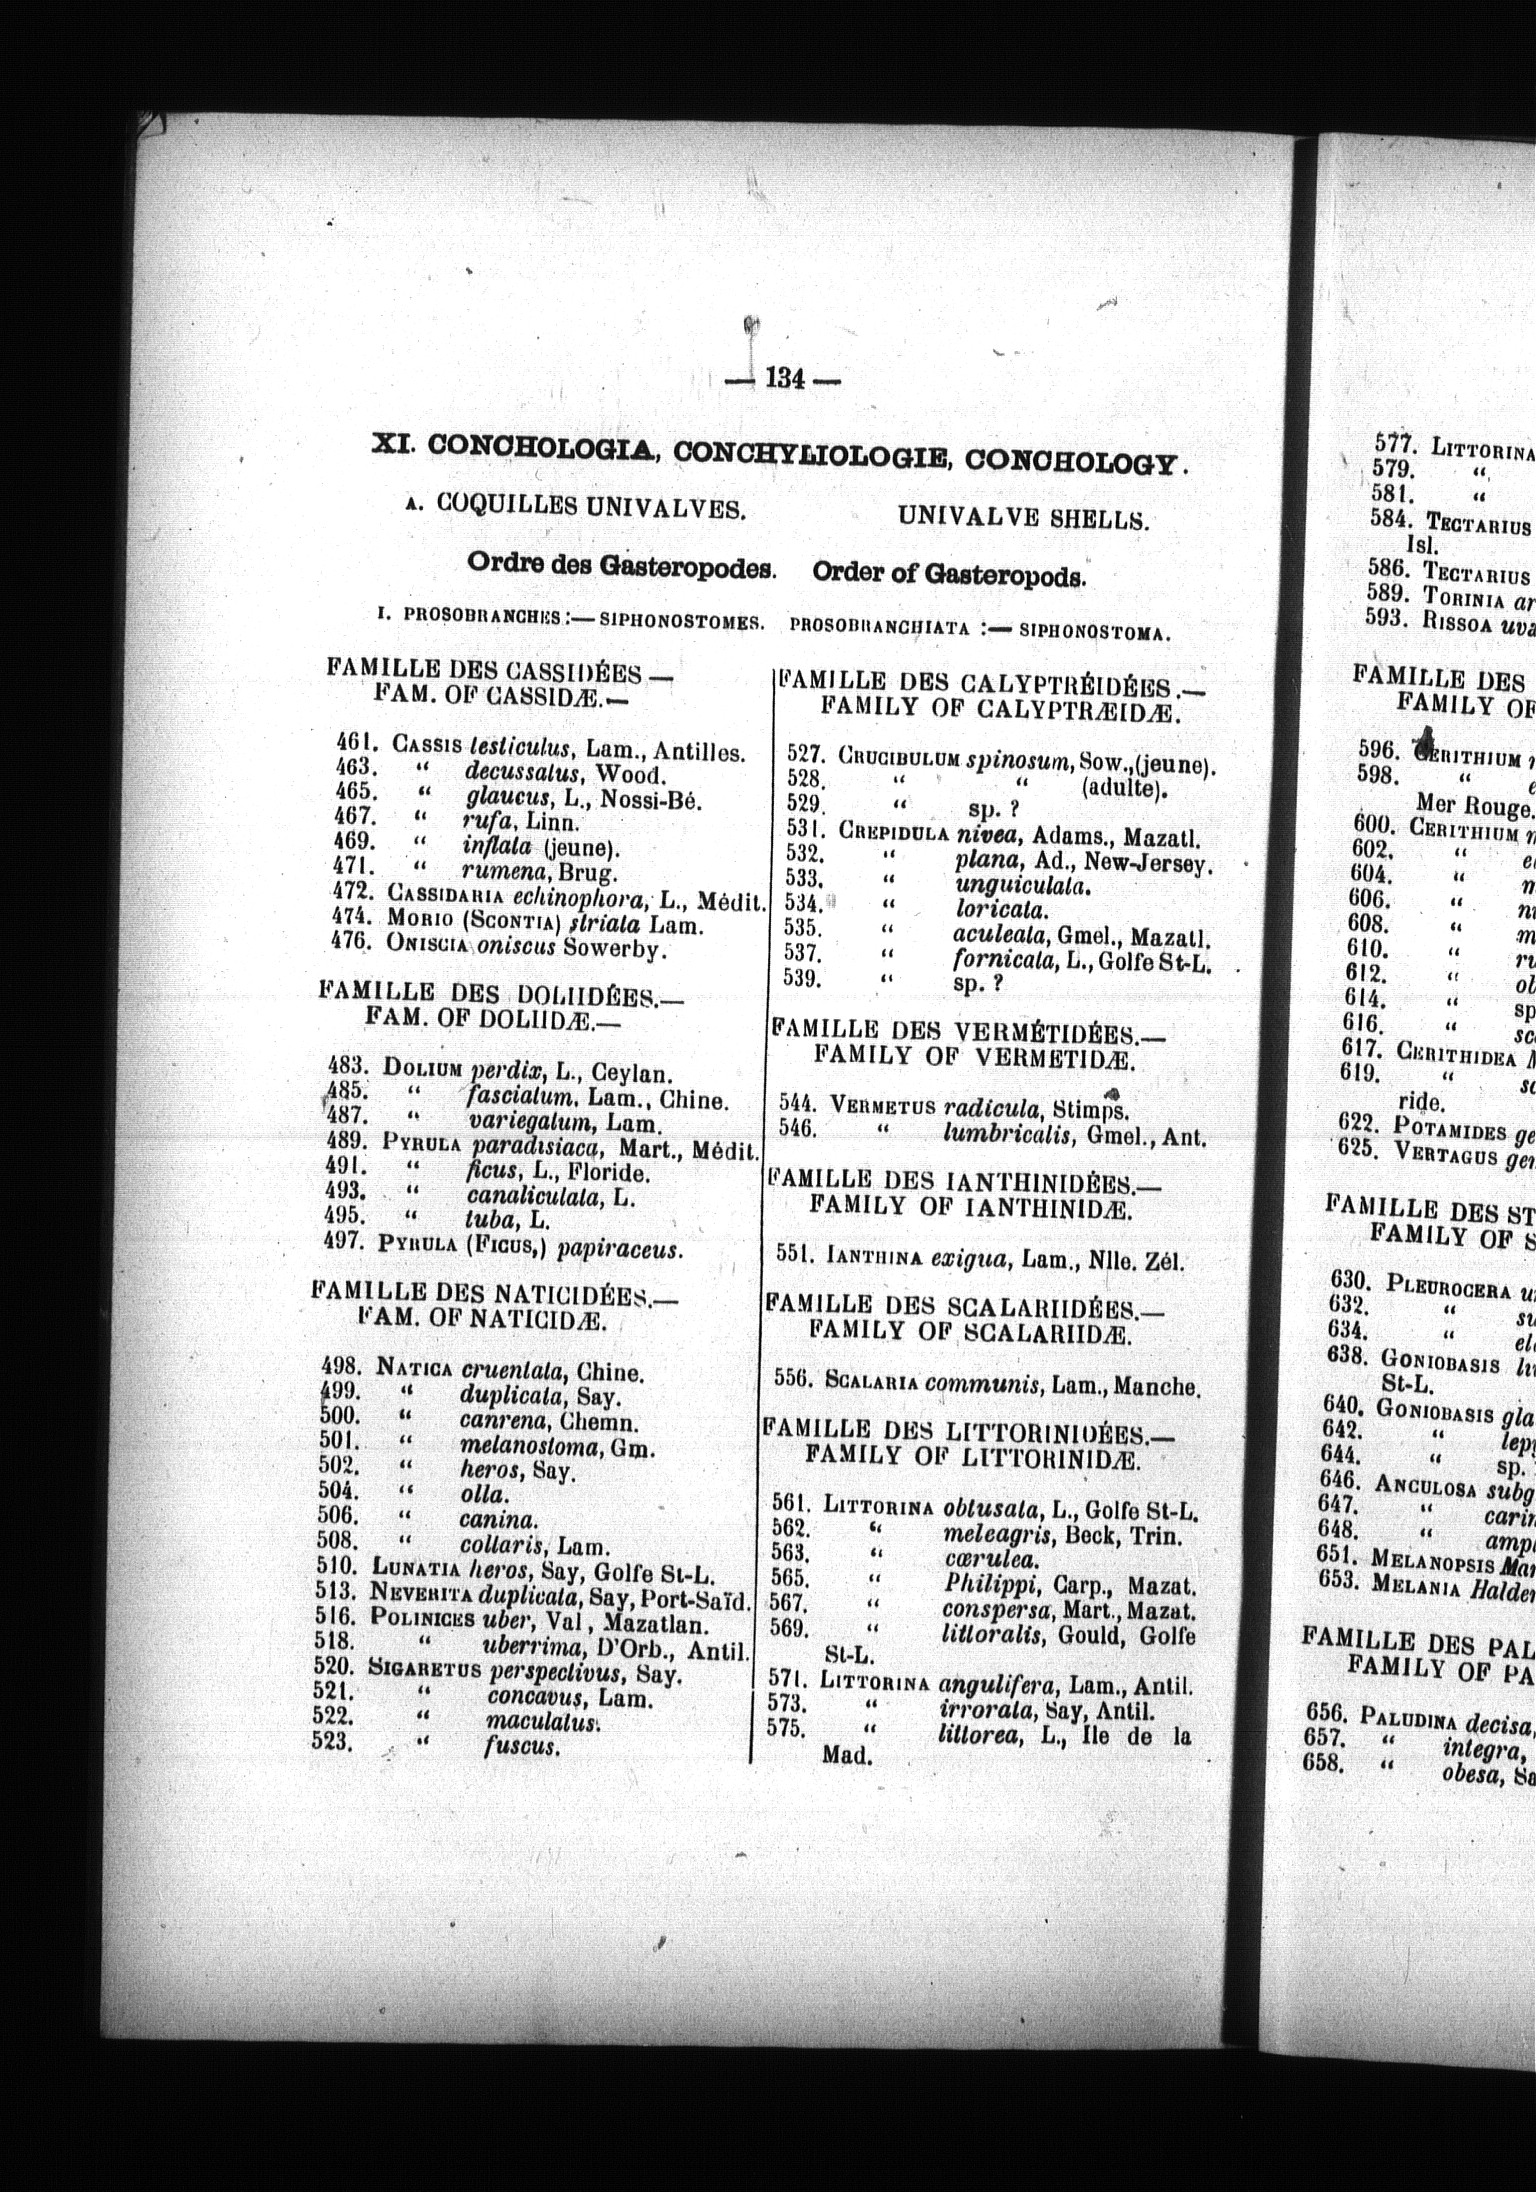 — 134 —
XI. CONCHOLOGIA, CONCHYLIOLOGIE, CONCHOLOGY.
A. COQUILLES UNIVALVES. UNIVALVE SHELLS.
Ordre des Gasteropodes. Order of Gasteropods.
I. PROSOBRANCHES:— SIPHONOSTOMES. PROSOBRANCHIATA :— SIPHONOSTOMA.
FAMILLE DES CASSIDÉES —
FAM. OF CASSIDÆ.—
461. CASSIS testiculus, Lam., Antilles.
463. “ decussatus, Wood.
465. “ glaucus, L., Nossi-Bé.
467. “ rufa, Linn.
469. “ inflata (jeune).
471. “ rumena, Brug.
472. CASSIDARIA echinophora, L., Médit.
474. MORIO (SCONTIA) striata Lam.
476. ONISCIA oniscus Sowerby.
FAMILLE DES DOLIIDÉES.—
FAM. OF DOLIIDÆ.—
483. DOLIUM perdix, L., Ceylan.
485. “ fasciatum, Lam., Chine.
487. “ variegatum, Lam.
489. PYRULA paradisiaca, Mart., Médit.
491. “ ficus, L., Floride.
493. “ canaliculata, L.
495. “ tuba, L.
497. PYRULA (FICUS,) papiraceus.
FAMILLE DES NATICIDÉES.—
FAM. OF NATICIDÆ.
498. NATICA cruentata, Chine.
499. “ duplicata, Say.
500. “ canrena, Chemn.
501. “ melanostoma, Gm.
502. “ heros, Say.
504. “ olla.
506. “ canina.
508. “ collaris, Lam.
510. LUNATIA heros, Say, Golfe St-L.
513. NEVERITA duplicata, Say, Port-Saïd.
516. POLINICES uber, Val, Mazatlan.
518. “ uberrima, D'Orb., Antil.
520. SIGARETUS perspectivus, Say.
521. “ concavus, Lam.
522. “ maculatus.
523. “ fuscus.
FAMILLE DES CALYPTRÉIDÉES.—
FAMILY OF CALYPTRÆIDÆ.
527. CRUCIBULUM spinosum, Sow.,(jeune).
528. “ “ (adulte).
529. “ sp. ?
531. CREPIDULA nivea, Adams., Mazatl.
532. “ plana, Ad., New-Jersey.
533. “ unguiculata.
534. “ loricata.
535. “ aculeata, Gmel., Mazatl.
537. “ fornicata, L., Golfe St-L.
539. “ sp. ?
FAMILLE DES VERMÉTIDÉES.—
FAMILY OF VERMETIDÆ.
544. VERMETUS radicula, Stimps.
546. “ lumbricalis, Gmel., Ant.
FAMILLE DES IANTHINIDÉES.—
FAMILY OF IANTHINIDÆ.
551. IANTHINA exigua, Lam., Nlle. Zél.
FAMILLE DES SCALARIIDÉES.—
FAMILY OF SCALARIIDÆ.
556. SCALARIA communis, Lam., Manche.
FAMILLE DES LITTORINIDÉES.—
FAMILY OF LITTORINIDÆ.
561. LITTORINA obtusata, L., Golfe St-L.
562. “ meleagris, Beck, Trin.
563. “ cœrulea.
565. “ Philippi, Carp., Mazat.
567. “ conspersa, Mart., Mazat.
569. “ littoralis, Gould, Golfe
St-L.
571. LITTORINA angulifera, Lam., Antil.
573. “ irrorata, Say, Antil.
575. “ littorea, L., Ile de la
Mad.
577. LITTORINA
579. “
581. “
584. TECTARIUS
Isl.
586. TECTARIUS
589. TORINIA
593. RISSOA uva
FAMILLE DES
FAMILY OF
596. CERITHIUM
598. “
Mer Rouge.
600. CERITHIUM
602. “
604. “
606. “
608. “
610. “
612. “
614. “ sp
616. “
617. CERITHIDEA
619. “
ride.
622. POTAMIDES
625. VERTAGUS
FAMILLE DES ST
FAMILY OF S
630. PLEUROCERA
632. “
634. “
638. GONIOBASIS
St-L.
640. GONIOBASIS gla
642. “
644. “ sp.
646. ANCULOSA subg
647. “ carin
648. “ ampl
651. MELANOPSIS Mar
653. MELANIA Halder
FAMILLE DES PAL
FAMILY OF PA
656. PALUDINA decisa,
657. “ integra,
658. “ obesa, Sa